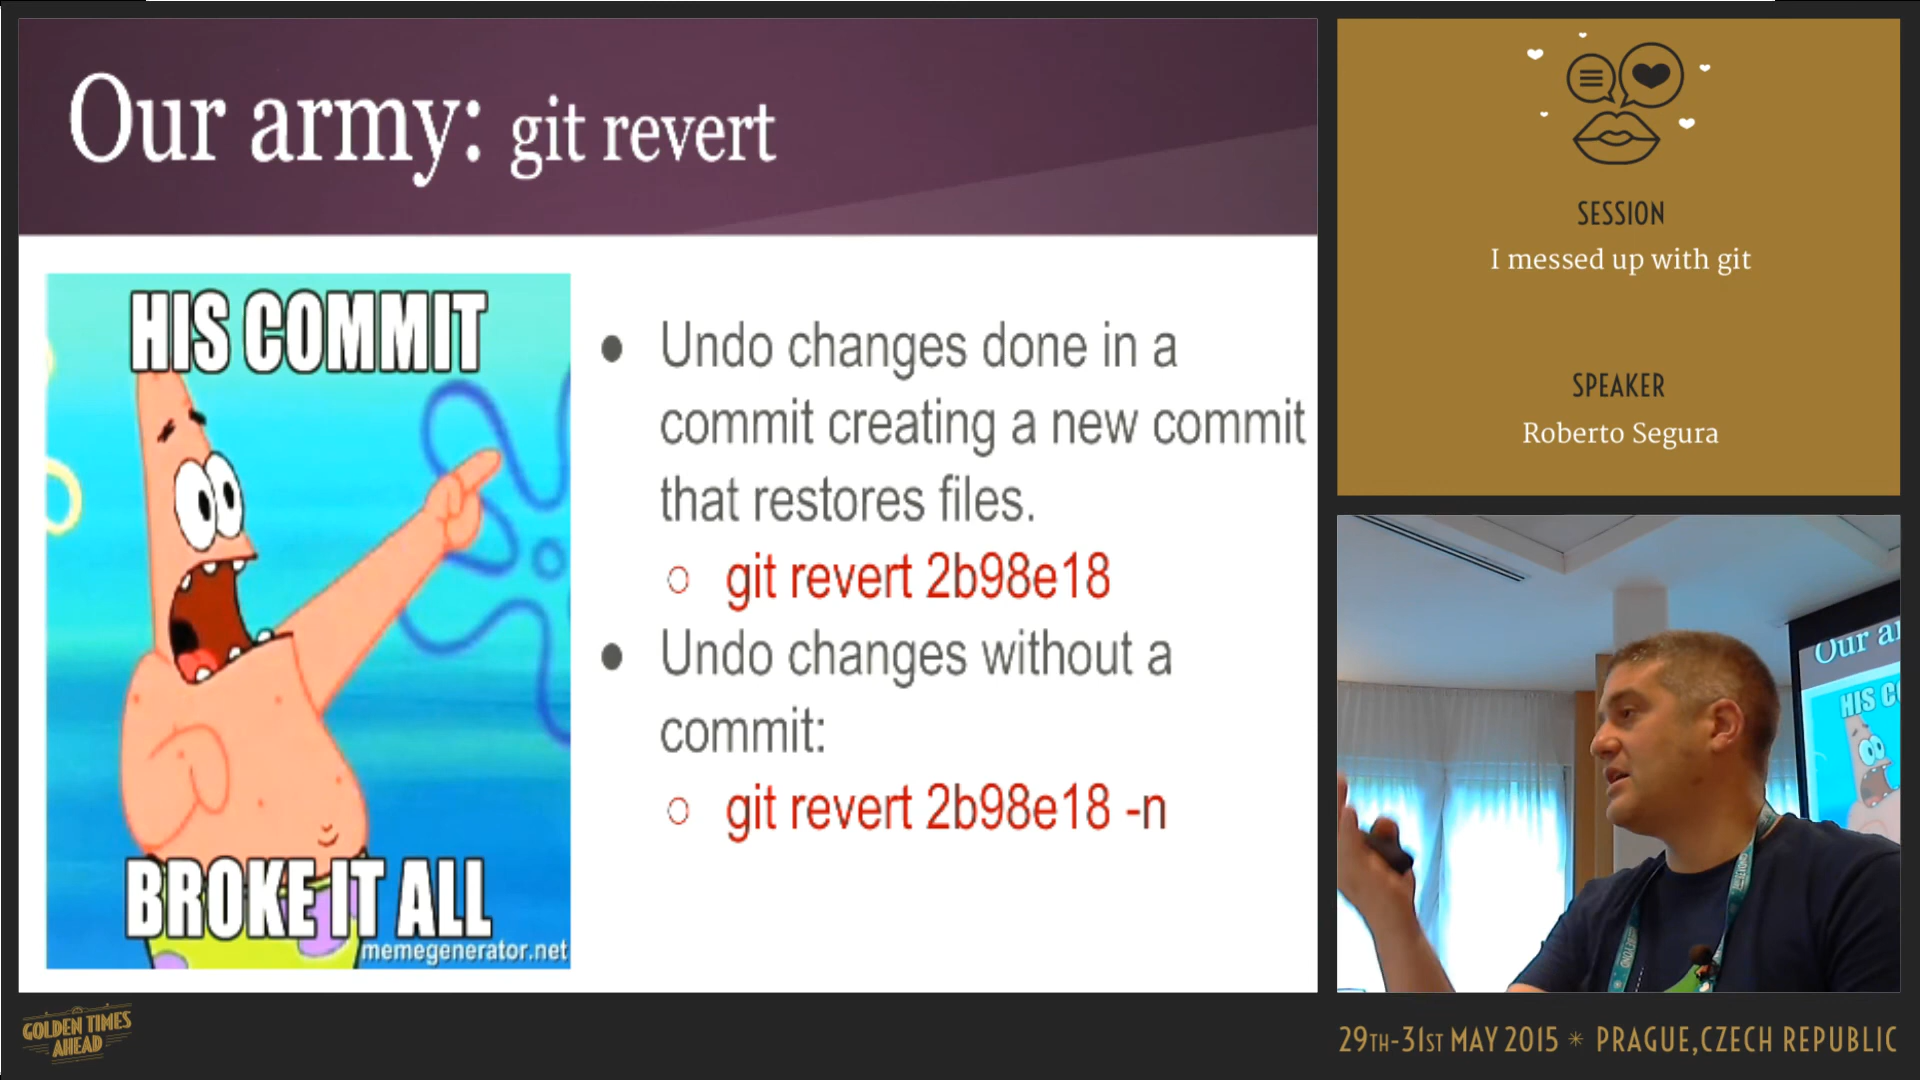 Our army: git revert
HIS COMMIT
BROKE IT ALL
memegenerator.net
● Undo changes done in a
commit creating a new commit
that restores files.
○ git revert 2b98e18
● Undo changes without a
commit:
○ git revert 2b98e18 -n
SESSION
I messed up with git
SPEAKER
Roberto Segura
Our a
HIS C
GOLDEN TIMES
AHEAD
29TH-31ST MAY 2015 * PRAGUE,CZECH REPUBLIC